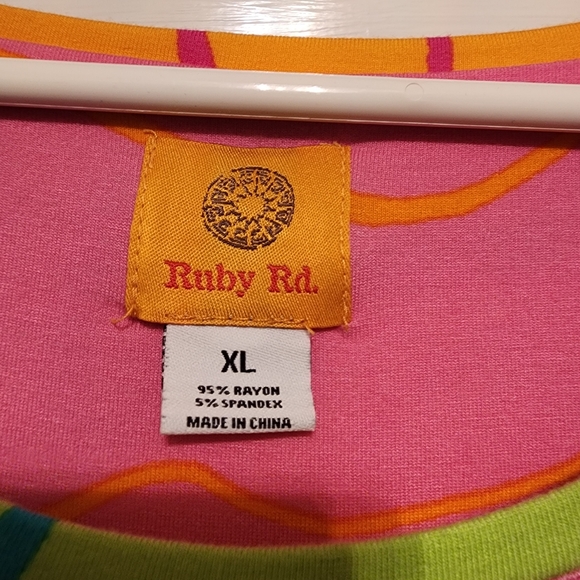 Ruby Rd.
XL
95% RAYON
5% SPANDEX
MADE IN CHINA